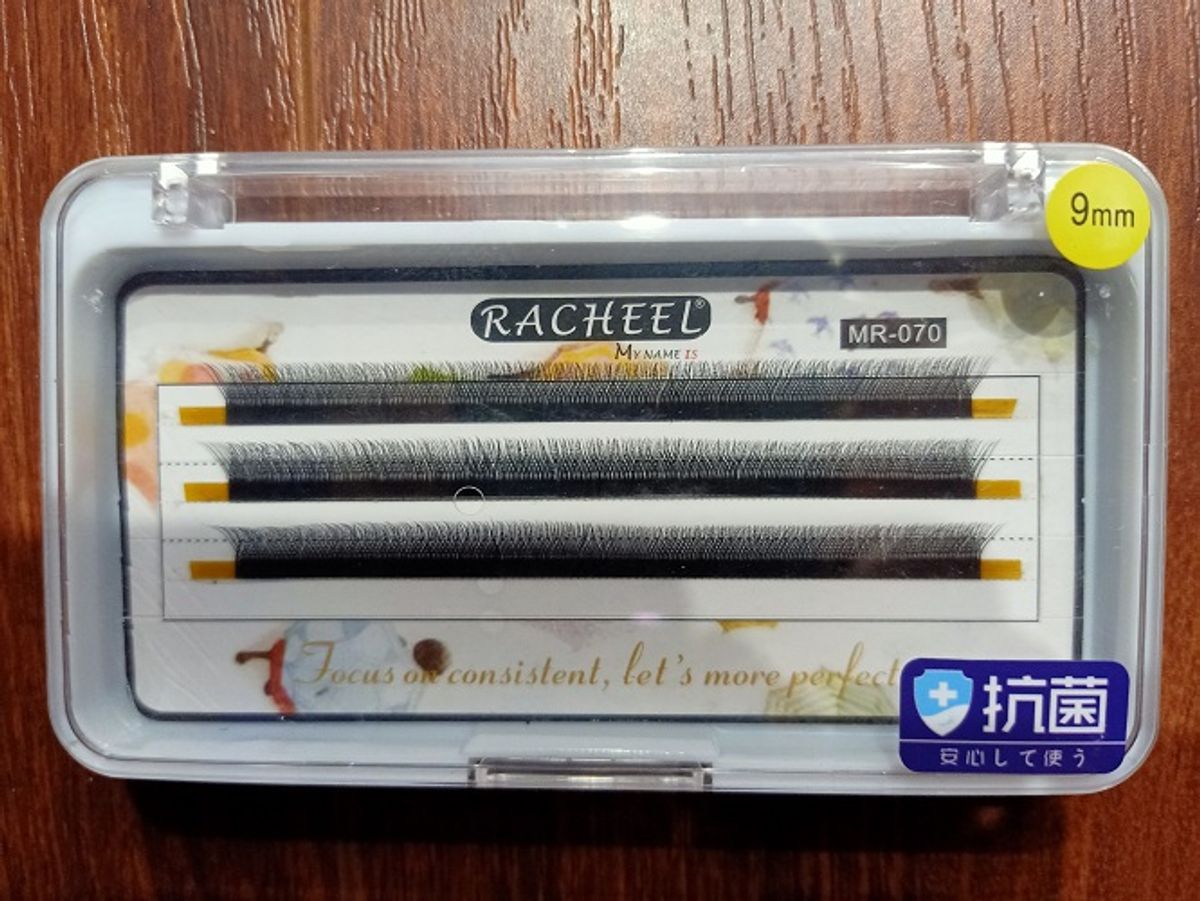 9mm
RACHEEL®
MY NAME IS
MR-070
Focus on consistent, let's more perfect
抗菌
安心して使う